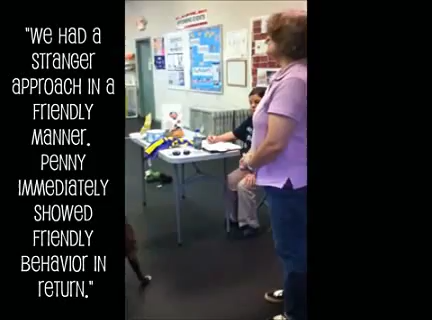 "We had a
stranger
approach in a
friendly
manner.
Penny
immediately
showed
friendly
behavior in
return."